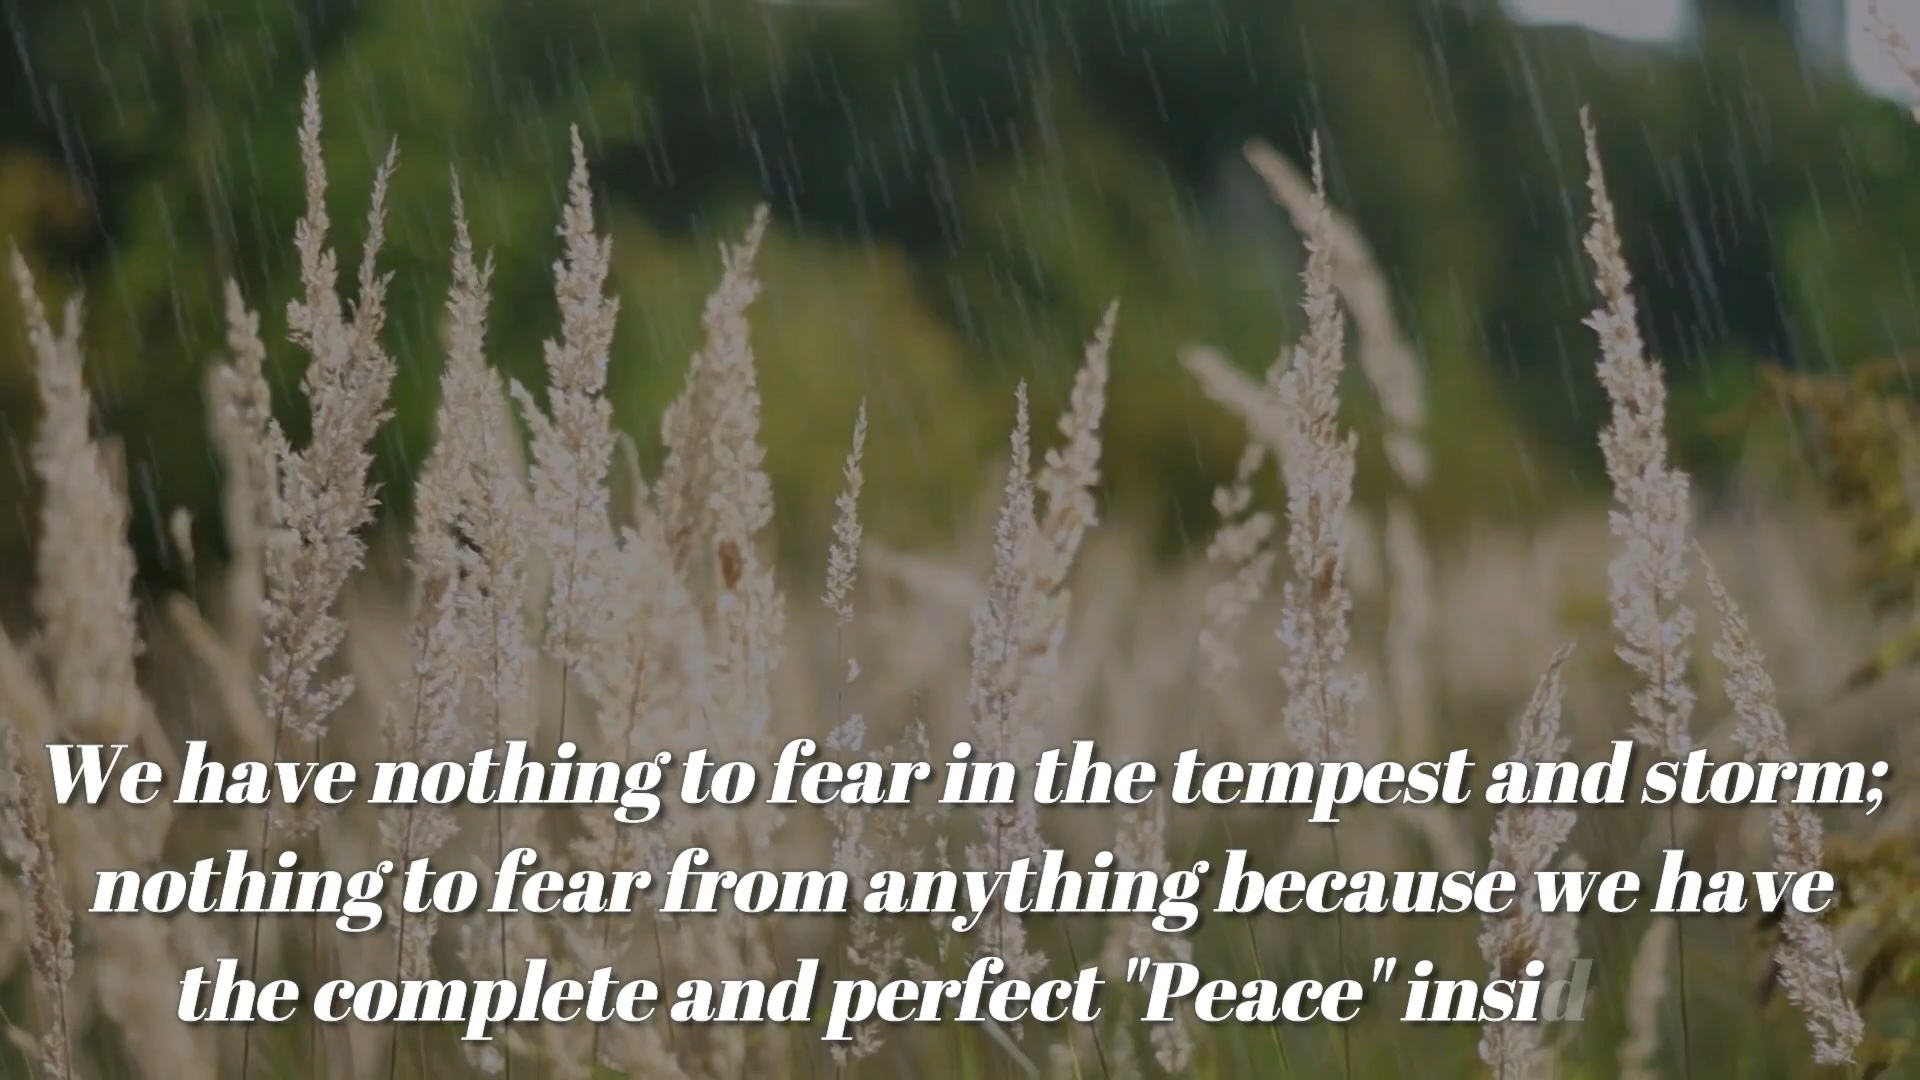 We have nothing to fear in the tempest and storm;
nothing to fear from anything because we have
the complete and perfect "Peace" insid